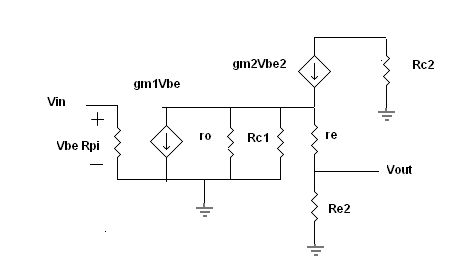 gm2Vbe2
Rc2
gm1Vbe
Vin
+
Vbe Rpi
ro
Rc1
re
Vout
Re2